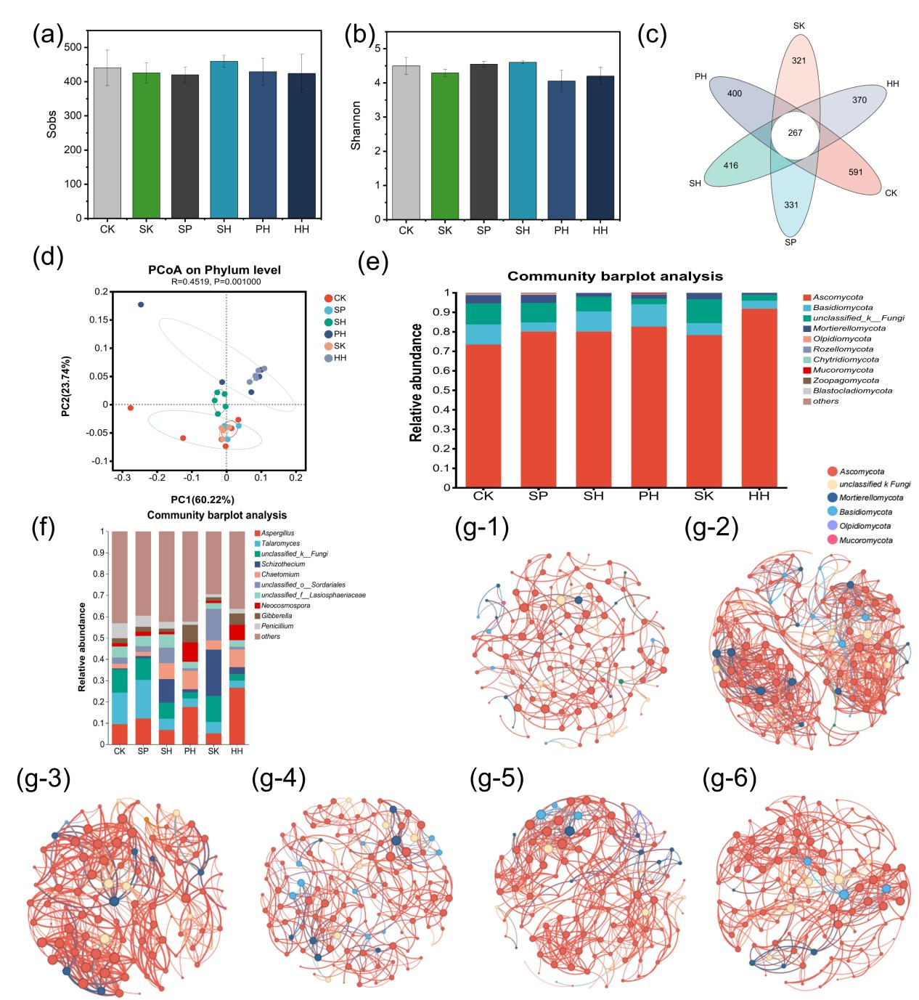 (a)
500
400
300
200
100
0
Sobs
CK SK SP SH PH HH
(b)
5
4
3
2
1
0
Shannon
CK SK SP SH PH HH
(c)
SK
321
PH
400
HH
370
267
SH
416
CK
591
331
SP
(d)
PCoA on Phylum level
R=0.4519, P=0.001000
0.2
0.15
0.1
0.05
0
-0.05
-0.1
PC2(23.74%)
-0.3 -0.2 -0.1 0 0.1 0.2
PC1(60.22%)
CK
SP
SH
PH
SK
HH
(e)
Community barplot analysis
1
0.9
0.8
0.7
0.6
0.5
0.4
0.3
0.2
0.1
0
Relative abundance
CK SP SH PH SK HH
Ascomycota
Basidiomycota
unclassified_k__Fungi
Mortierellomycota
Olpidiomycota
Rozellomycota
Chytridiomycota
Mucoromycota
Zoopagomycota
Blastocladiomycota
others
(f)
Community barplot analysis
1
0.9
0.8
0.7
0.6
0.5
0.4
0.3
0.2
0.1
0
Relative abundance
CK SP SH PH SK HH
Aspergillus
Talaromyces
unclassified_k__Fungi
Schizothecium
Chaetomium
unclassified_o__Sordariales
unclassified_f__Lasiosphaeriaceae
Neocosmospora
Gibberella
Penicillium
others
Ascomycota
unclassified k Fungi
Mortierellomycota
Basidiomycota
Olpidiomycota
Mucoromycota
(g-1)
(g-2)
(g-3)
(g-4)
(g-5)
(g-6)